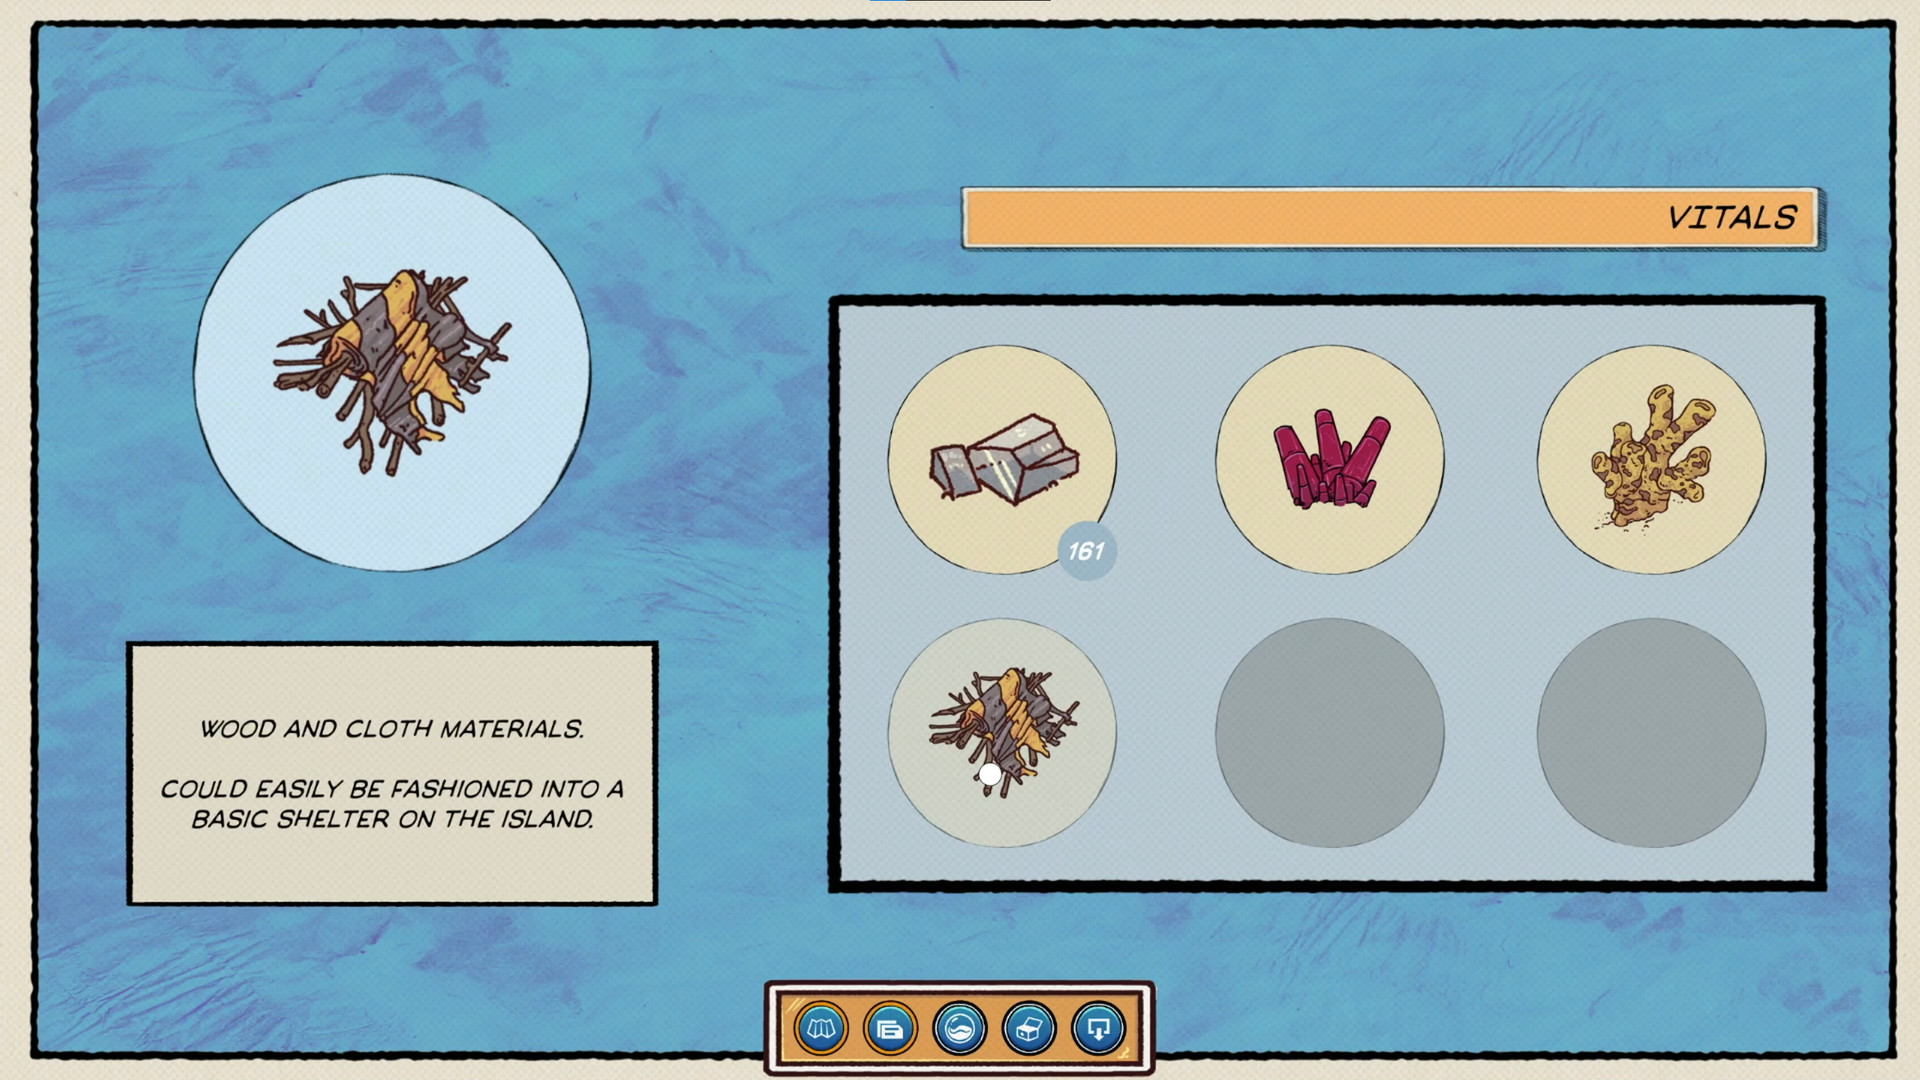 VITALS
161
WOOD AND CLOTH MATERIALS.
COULD EASILY BE FASHIONED INTO A
BASIC SHELTER ON THE ISLAND.